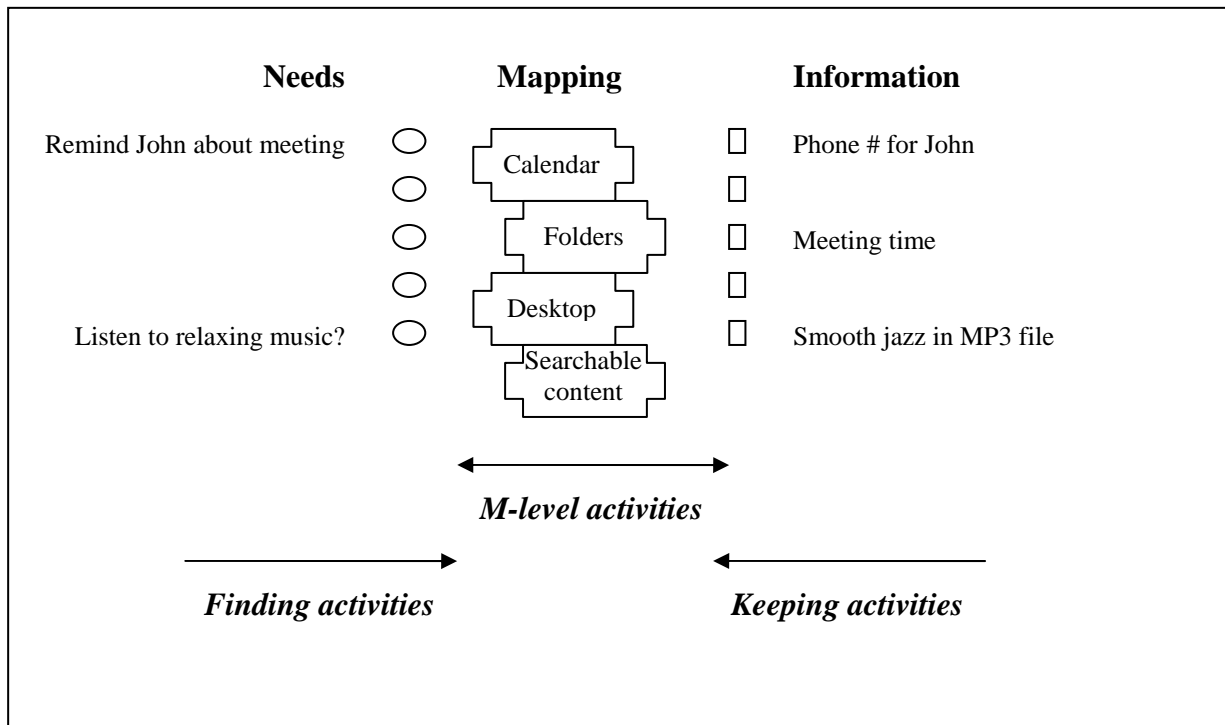 Needs
Mapping
Information
Remind John about meeting
Calendar
Phone # for John
Folders
Meeting time
Desktop
Listen to relaxing music?
Smooth jazz in MP3 file
Searchable
content
M-level activities
Finding activities
Keeping activities